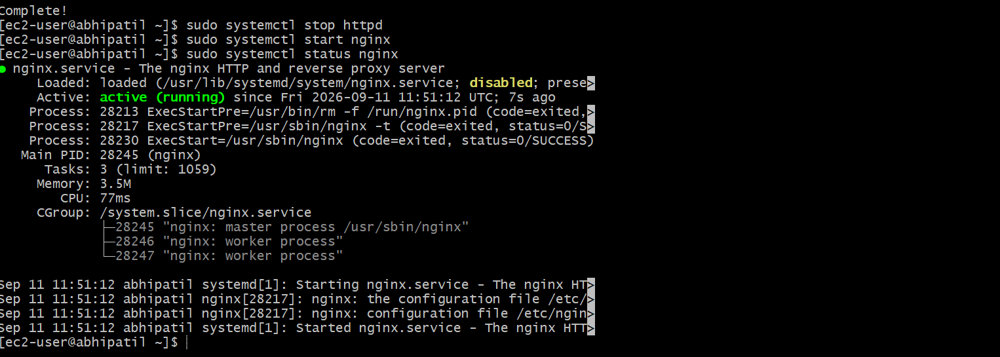 Complete!
[ec2-user@abhipatil ~]$ sudo systemctl stop httpd
[ec2-user@abhipatil ~]$ sudo systemctl start nginx
[ec2-user@abhipatil ~]$ sudo systemctl status nginx
● nginx.service - The nginx HTTP and reverse proxy server
     Loaded: loaded (/usr/lib/systemd/system/nginx.service; disabled; prese>
     Active: active (running) since Fri 2026-09-11 11:51:12 UTC; 7s ago
    Process: 28213 ExecStartPre=/usr/bin/rm -f /run/nginx.pid (code=exited,>
    Process: 28217 ExecStartPre=/usr/sbin/nginx -t (code=exited, status=0/S>
    Process: 28230 ExecStart=/usr/sbin/nginx (code=exited, status=0/SUCCESS)
   Main PID: 28245 (nginx)
      Tasks: 3 (limit: 1059)
     Memory: 3.5M
        CPU: 77ms
     CGroup: /system.slice/nginx.service
             ├─28245 "nginx: master process /usr/sbin/nginx"
             ├─28246 "nginx: worker process"
             └─28247 "nginx: worker process"

Sep 11 11:51:12 abhipatil systemd[1]: Starting nginx.service - The nginx HT>
Sep 11 11:51:12 abhipatil nginx[28217]: nginx: the configuration file /etc/>
Sep 11 11:51:12 abhipatil nginx[28217]: nginx: configuration file /etc/ngin>
Sep 11 11:51:12 abhipatil systemd[1]: Started nginx.service - The nginx HTT>
[ec2-user@abhipatil ~]$